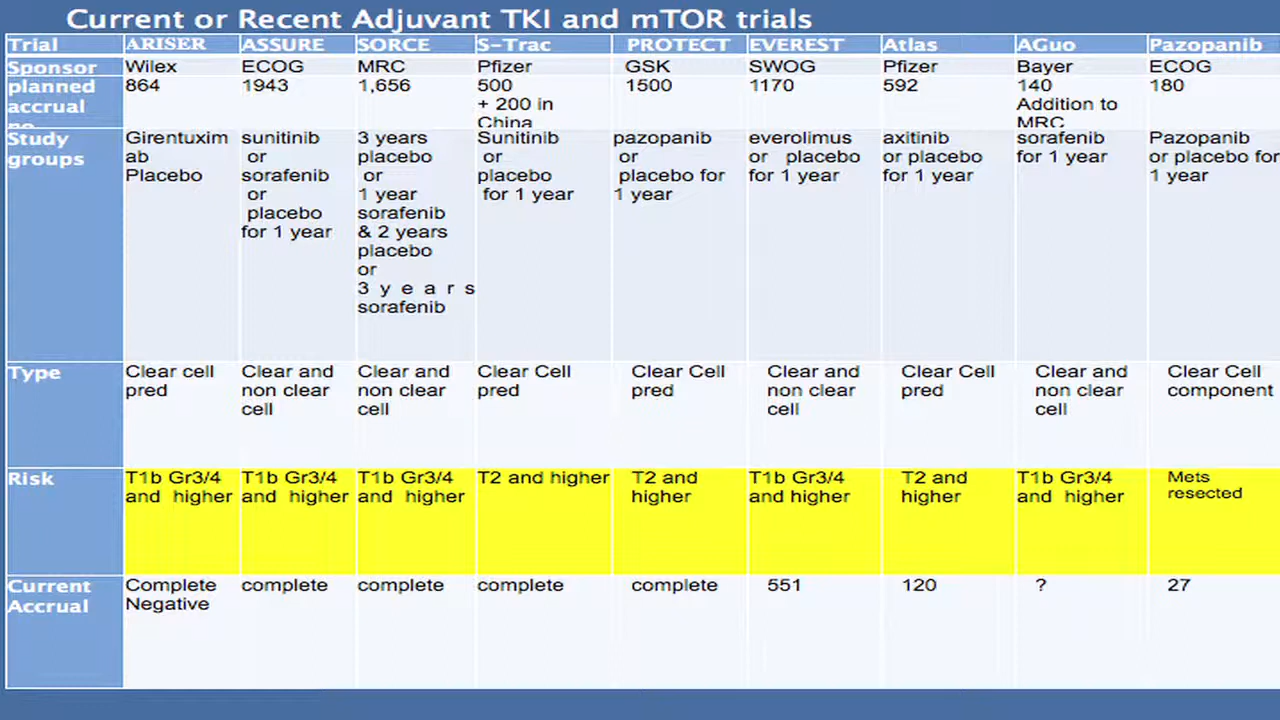 Current or Recent Adjuvant TKI and mTOR trials
Trial ARISER ASSURE SORCE S-Trac PROTECT EVEREST Atlas AGuo Pazopanib
Sponsor Wilex ECOG MRC Pfizer GSK SWOG Pfizer Bayer ECOG
planned 864 1943 1,656 500 1500 1170 592 140 180
accrual + 200 in Addition to
no. China MRC
Study Girentuxim sunitinib 3 years Sunitinib pazopanib everolimus axitinib sorafenib Pazopanib
groups ab or placebo or or or placebo or placebo for 1 year or placebo for
Placebo sorafenib or placebo placebo for for 1 year for 1 year 1 year
or 1 year for 1 year 1 year
placebo sorafenib
for 1 year & 2 years
placebo
or
3 years
sorafenib
Type Clear cell Clear and Clear and Clear Cell Clear Cell Clear and Clear Cell Clear and Clear Cell
pred non clear non clear pred pred non clear pred non clear component
cell cell cell cell
Risk T1b Gr3/4 T1b Gr3/4 T1b Gr3/4 T2 and higher T2 and T1b Gr3/4 T2 and T1b Gr3/4 Mets
and higher and higher and higher higher and higher higher and higher resected
Current Complete complete complete complete complete 551 120 ? 27
Accrual Negative